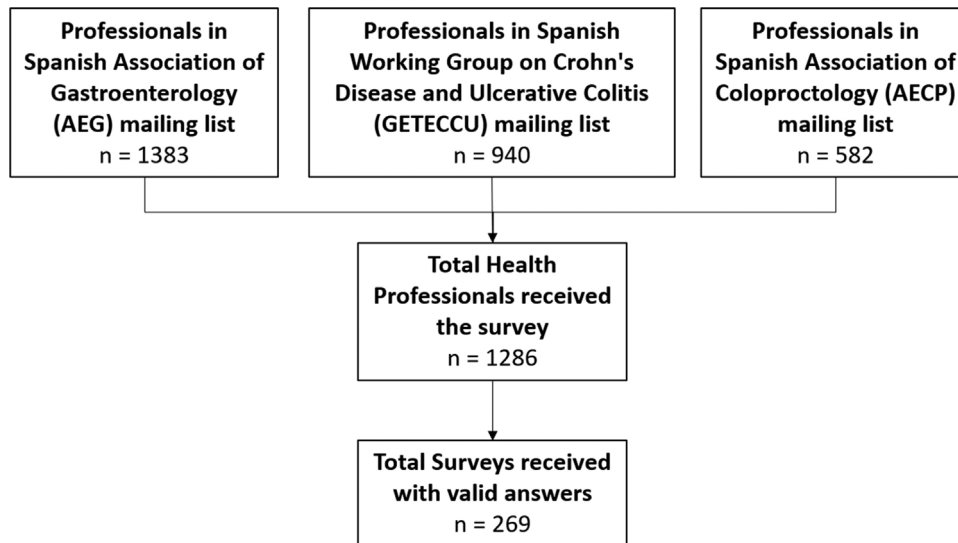 Professionals in
Spanish Association of
Gastroenterology
(AEG) mailing list
n = 1383
Professionals in Spanish
Working Group on Crohn's
Disease and Ulcerative Colitis
(GETECCU) mailing list
n = 940
Professionals in
Spanish Association of
Coloproctology (AECP)
mailing list
n = 582
Total Health
Professionals received
the survey
n = 1286
Total Surveys received
with valid answers
n = 269